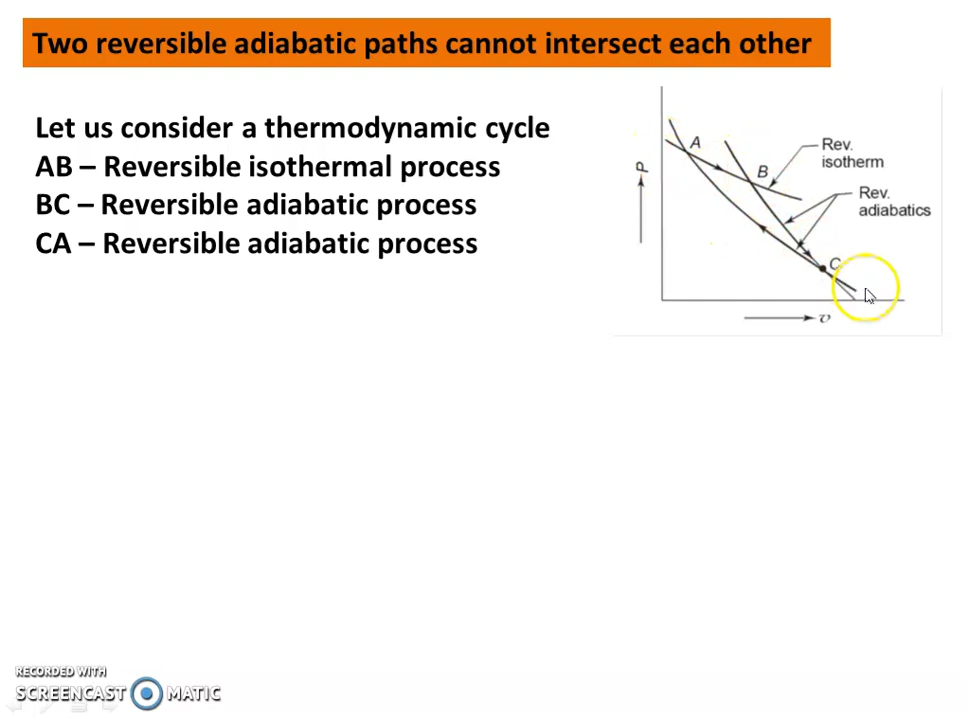 Two reversible adiabatic paths cannot intersect each other
Let us consider a thermodynamic cycle
AB – Reversible isothermal process
BC – Reversible adiabatic process
CA – Reversible adiabatic process
A
B
C
Rev.
isotherm
Rev.
adiabatics
P
v
RECORDED WITH
SCREENCAST MATIC